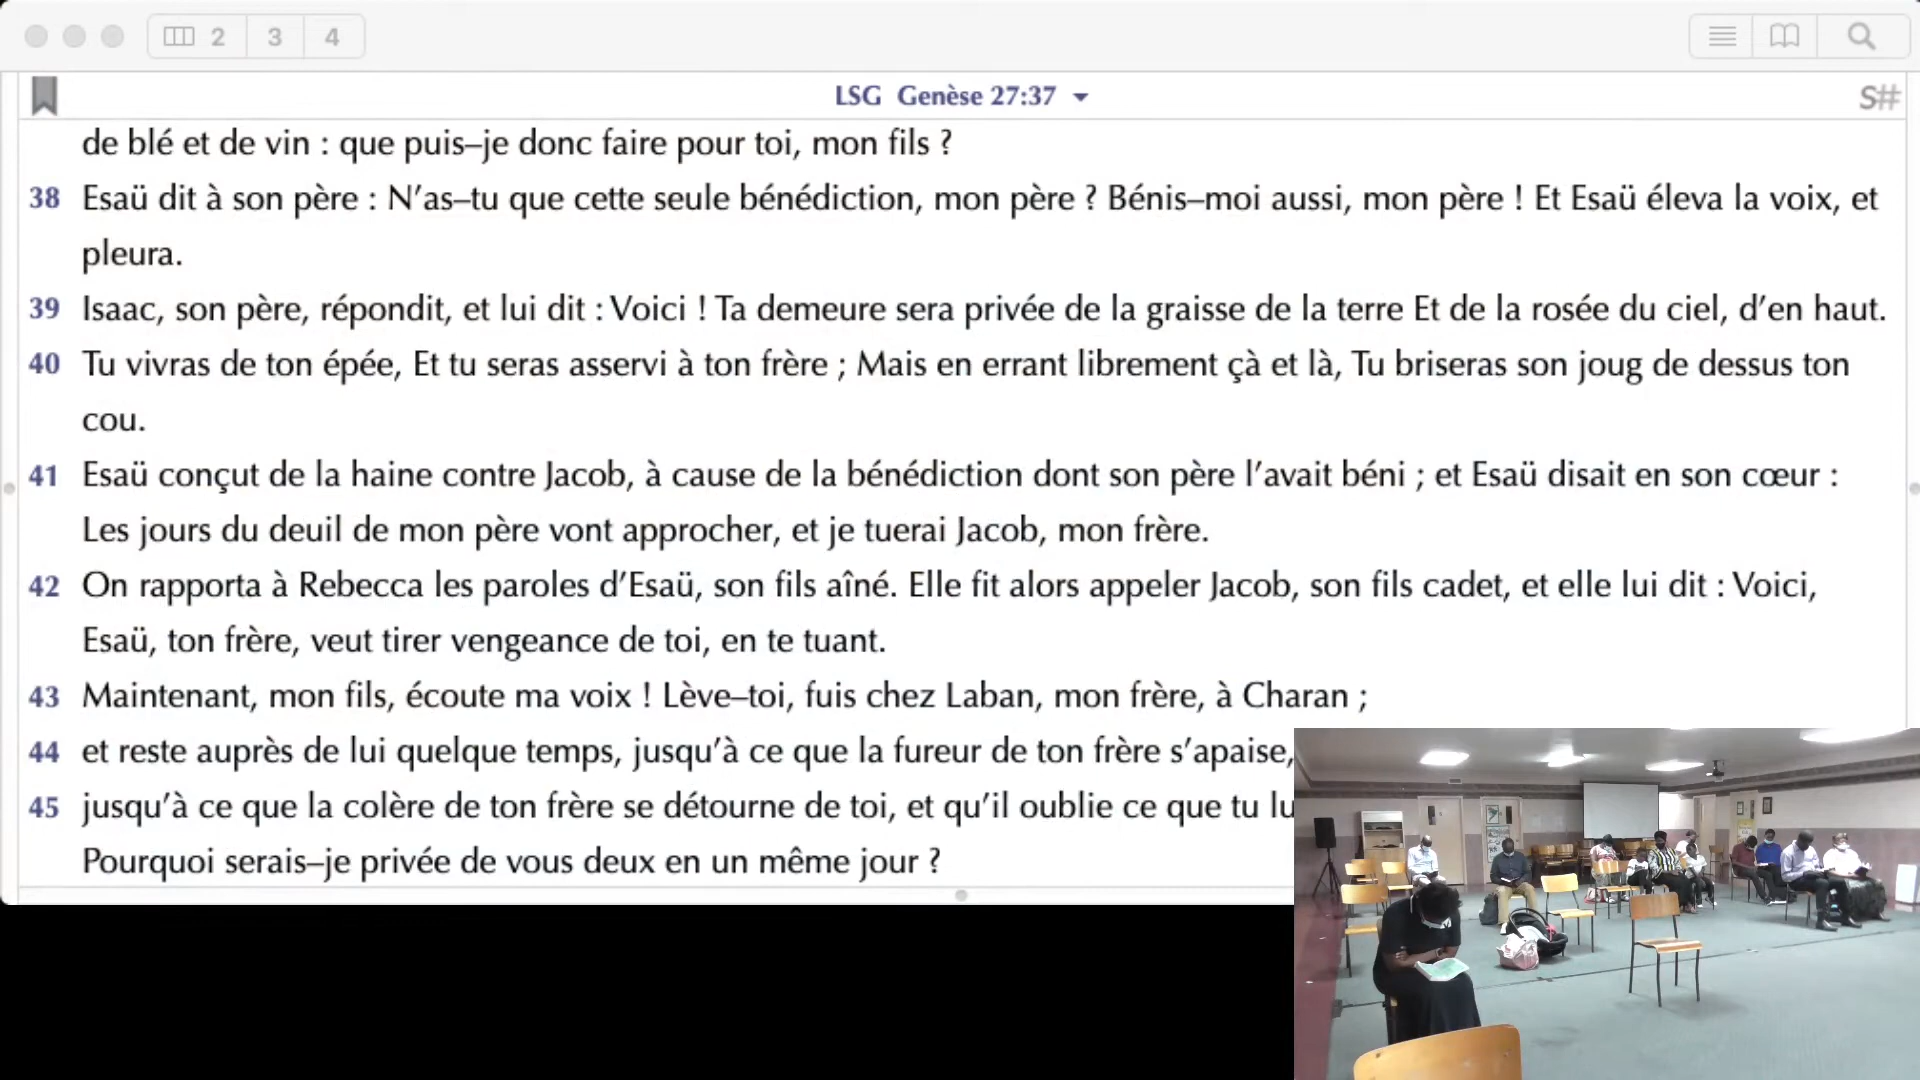 2 3 4
LSG Genèse 27:37
S#
de blé et de vin : que puis–je donc faire pour toi, mon fils ?
38 Esaü dit à son père : N’as–tu que cette seule bénédiction, mon père ? Bénis–moi aussi, mon père ! Et Esaü éleva la voix, et
pleura.
39 Isaac, son père, répondit, et lui dit : Voici ! Ta demeure sera privée de la graisse de la terre Et de la rosée du ciel, d’en haut.
40 Tu vivras de ton épée, Et tu seras asservi à ton frère ; Mais en errant librement çà et là, Tu briseras son joug de dessus ton
cou.
41 Esaü conçut de la haine contre Jacob, à cause de la bénédiction dont son père l’avait béni ; et Esaü disait en son cœur :
Les jours du deuil de mon père vont approcher, et je tuerai Jacob, mon frère.
42 On rapporta à Rebecca les paroles d’Esaü, son fils aîné. Elle fit alors appeler Jacob, son fils cadet, et elle lui dit : Voici,
Esaü, ton frère, veut tirer vengeance de toi, en te tuant.
43 Maintenant, mon fils, écoute ma voix ! Lève–toi, fuis chez Laban, mon frère, à Charan ;
44 et reste auprès de lui quelque temps, jusqu’à ce que la fureur de ton frère s’apaise,
45 jusqu’à ce que la colère de ton frère se détourne de toi, et qu’il oublie ce que tu lu
Pourquoi serais–je privée de vous deux en un même jour ?